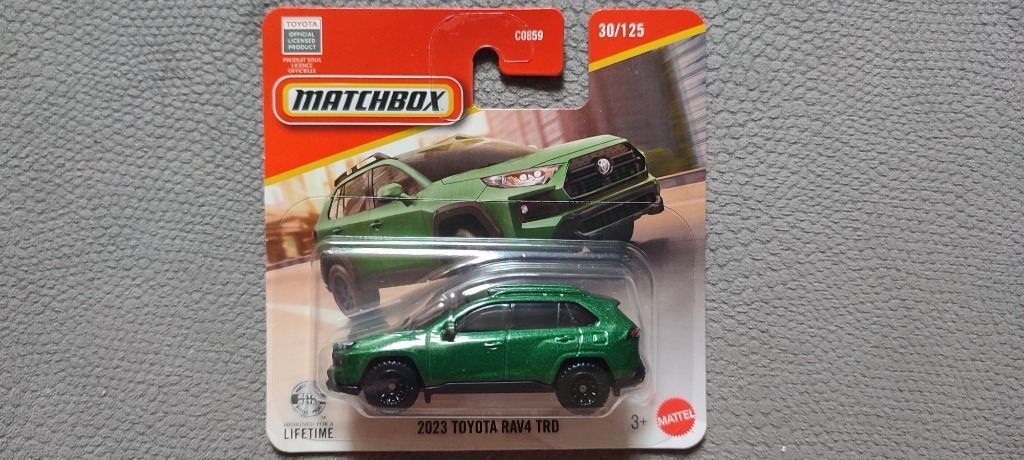 TOYOTA
OFFICIAL
LICENSED
PRODUCT
PRODUIT SOUS
LICENCE
OFFICIELLE
C0859
30/125
MATCHBOX
DESIGNED FOR A
LIFETIME
2023 TOYOTA RAV4 TRD
3+
MATTEL